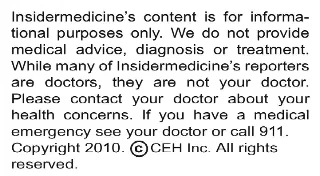 Insidermedicine's content is for informa-
tional purposes only. We do not provide
medical advice, diagnosis or treatment.
While many of Insidermedicine's reporters
are doctors, they are not your doctor.
Please contact your doctor about your
health concerns. If you have a medical
emergency see your doctor or call 911.
Copyright 2010. © CEH Inc. All rights
reserved.